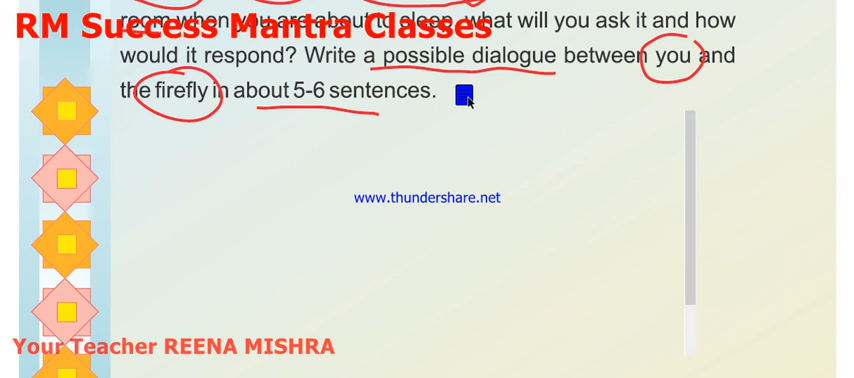 room when you are about to sleep, what will you ask it and how
RM Success Mantra Classes
would it respond? Write a possible dialogue between you and
the firefly in about 5-6 sentences.
www.thundershare.net
Your Teacher REENA MISHRA